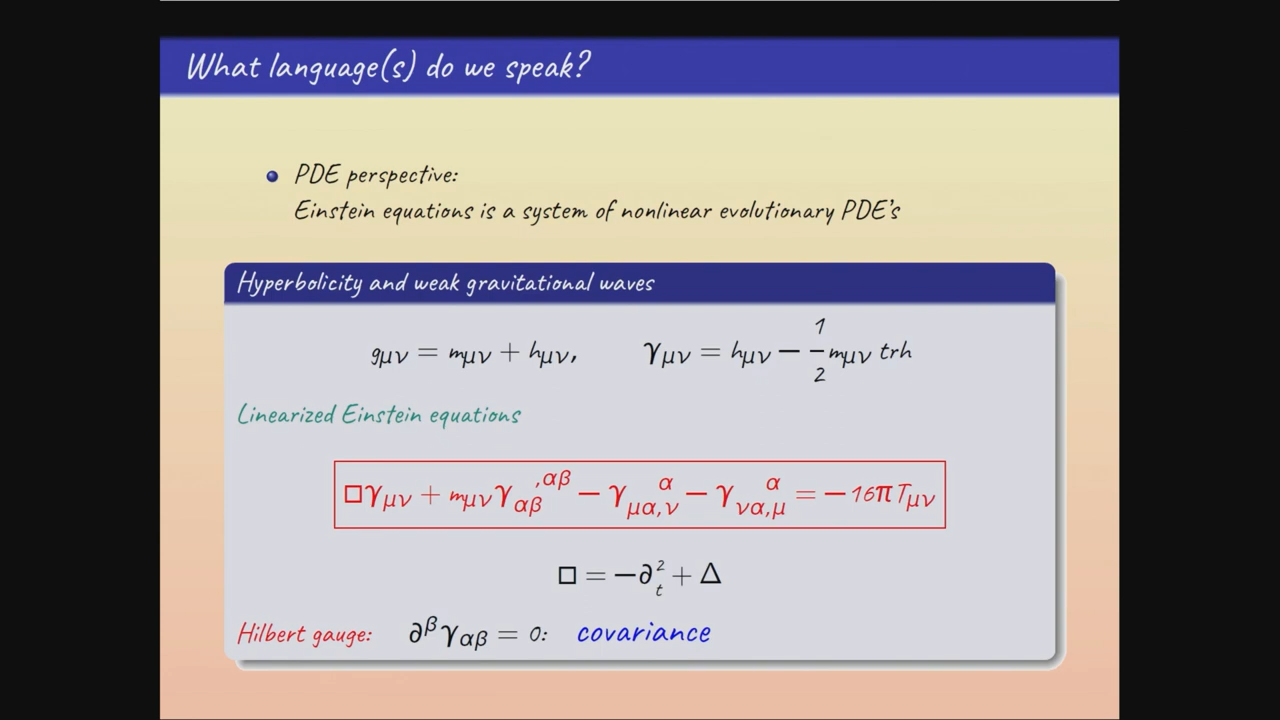 What language(s) do we speak?
PDE perspective:
Einstein equations is a system of nonlinear evolutionary PDE's
Hyperbolicity and weak gravitational waves
gμν = mμν + hμν, γμν = hμν − 1/2 mμν trh
Linearized Einstein equations
□γμν + mμνγαβ,αβ − γμα,να − γνα,μα = −16πTμν
□ = −∂t² + Δ
Hilbert gauge: ∂βγαβ = 0: covariance